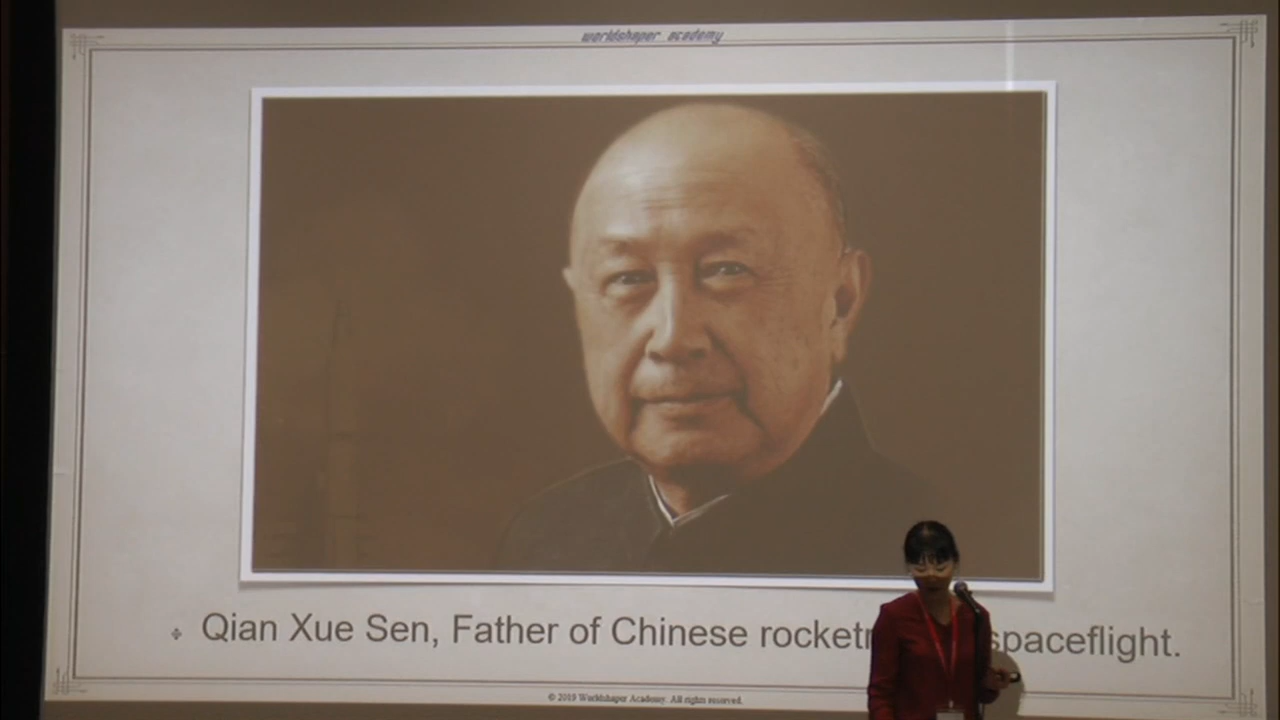 worldshaper academy
Qian Xue Sen, Father of Chinese spaceflight.
© 2019 Worldshaper Academy. All rights reserved.